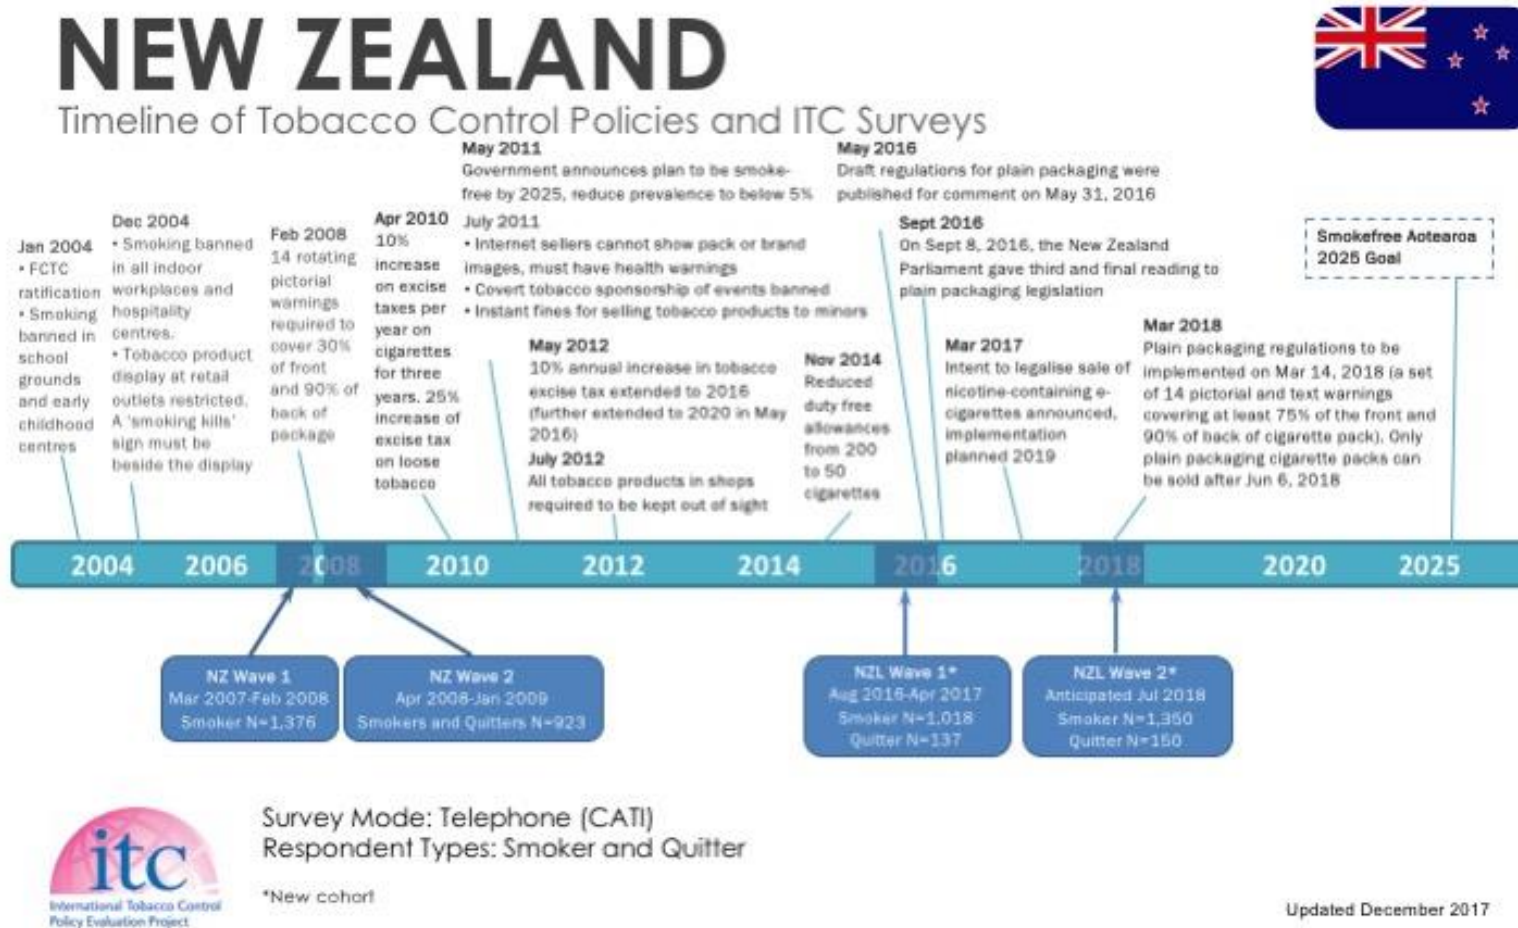 NEW ZEALAND
Timeline of Tobacco Control Policies and ITC Surveys
May 2011
Government announces plan to be smoke-
free by 2025, reduce prevalence to below 5%
May 2016
Draft regulations for plain packaging were
published for comment on May 31, 2016
Jan 2004
• FCTC
ratification
• Smoking
banned in
school
grounds
and early
childhood
centres
Dec 2004
• Smoking banned
in all indoor
workplaces and
hospitality
centres.
• Tobacco product
display at retail
outlets restricted.
A 'smoking kills'
sign must be
beside the display
Feb 2008
14 rotating
pictorial
warnings
required to
cover 30%
of front
and 90% of
back of
package
Apr 2010
10%
increase
on excise
taxes per
year on
cigarettes
for three
years. 25%
increase of
excise tax
on loose
tobacco
July 2011
• Internet sellers cannot show pack or brand
images, must have health warnings
• Covert tobacco sponsorship of events banned
• Instant fines for selling tobacco products to minors
May 2012
10% annual increase in tobacco
excise tax extended to 2016
(further extended to 2020 in May
2016)
July 2012
All tobacco products in shops
required to be kept out of sight
Nov 2014
Reduced
duty free
allowances
from 200
to 50
cigarettes
Sept 2016
On Sept 8, 2016, the New Zealand
Parliament gave third and final reading to
plain packaging legislation
Mar 2017
Intent to legalise sale of
nicotine-containing e-
cigarettes announced,
implementation
planned 2019
Mar 2018
Plain packaging regulations to be
implemented on Mar 14, 2018 (a set
of 14 pictorial and text warnings
covering at least 75% of the front and
90% of back of cigarette pack). Only
plain packaging cigarette packs can
be sold after Jun 6, 2018
Smokefree Aotearoa
2025 Goal
2004 2006 2008 2010 2012 2014 2016 2018 2020 2025
NZ Wave 1
Mar 2007-Feb 2008
Smoker N=1,376
NZ Wave 2
Apr 2008-Jan 2009
Smokers and Quitters N=923
NZL Wave 1*
Aug 2016-Apr 2017
Smoker N=1,018
Quitter N=137
NZL Wave 2*
Anticipated Jul 2018
Smoker N=1,350
Quitter N=150
itc
International Tobacco Control
Policy Evaluation Project
Survey Mode: Telephone (CATI)
Respondent Types: Smoker and Quitter
*New cohort
Updated December 2017